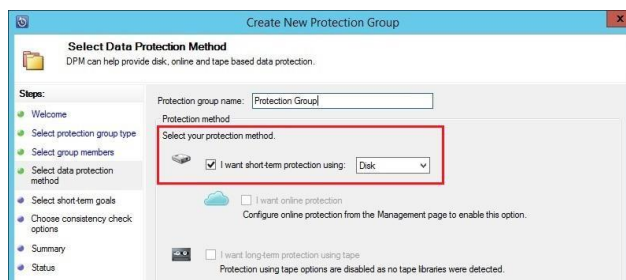 Create New Protection Group
x
Select Data Protection Method
DPM can help provide disk, online and tape based data protection.
Steps:
Welcome
Select protection group type
Select group members
Select data protection method
Select short-term goals
Choose consistency check options
Summary
Status
Protection group name: Protection Group
Protection method
Select your protection method.
I want short-term protection using: Disk
I want online protection
Configure online protection from the Management page to enable this option.
I want long-term protection using tape
Protection using tape options are disabled as no tape libraries were detected.